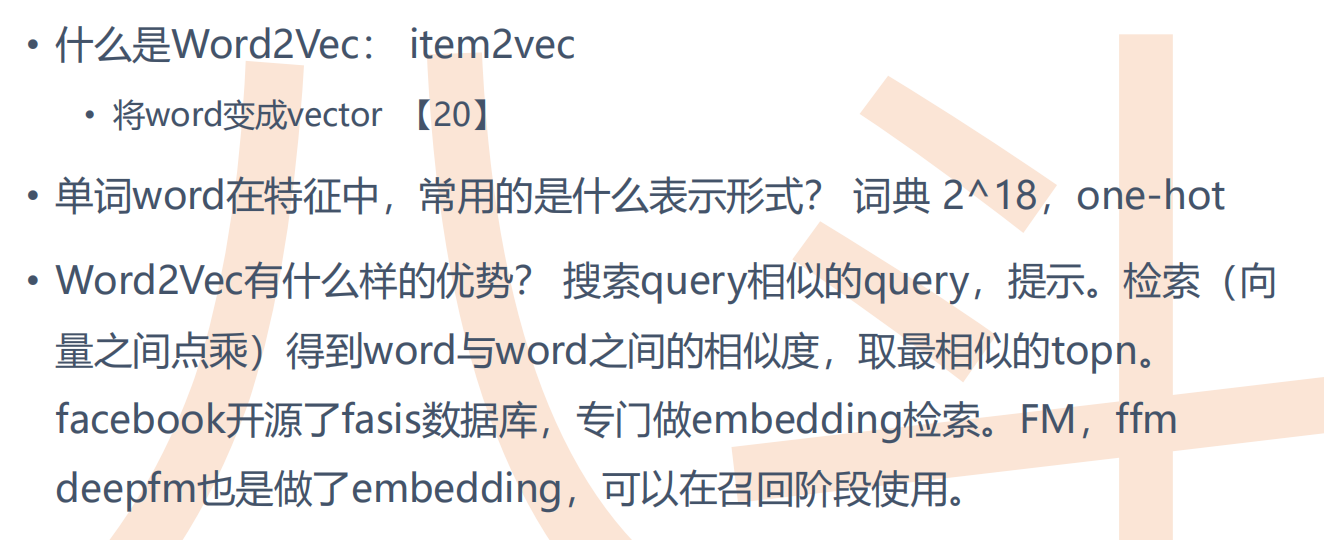 • 什么是Word2Vec： item2vec
• 将word变成vector 【20】
• 单词word在特征中，常用的是什么表示形式？ 词典 2^18，one-hot
• Word2Vec有什么样的优势？ 搜索query相似的query，提示。检索（向
量之间点乘）得到word与word之间的相似度，取最相似的topn。
facebook开源了fasis数据库，专门做embedding检索。FM，ffm
deepfm也是做了embedding，可以在召回阶段使用。
八斗